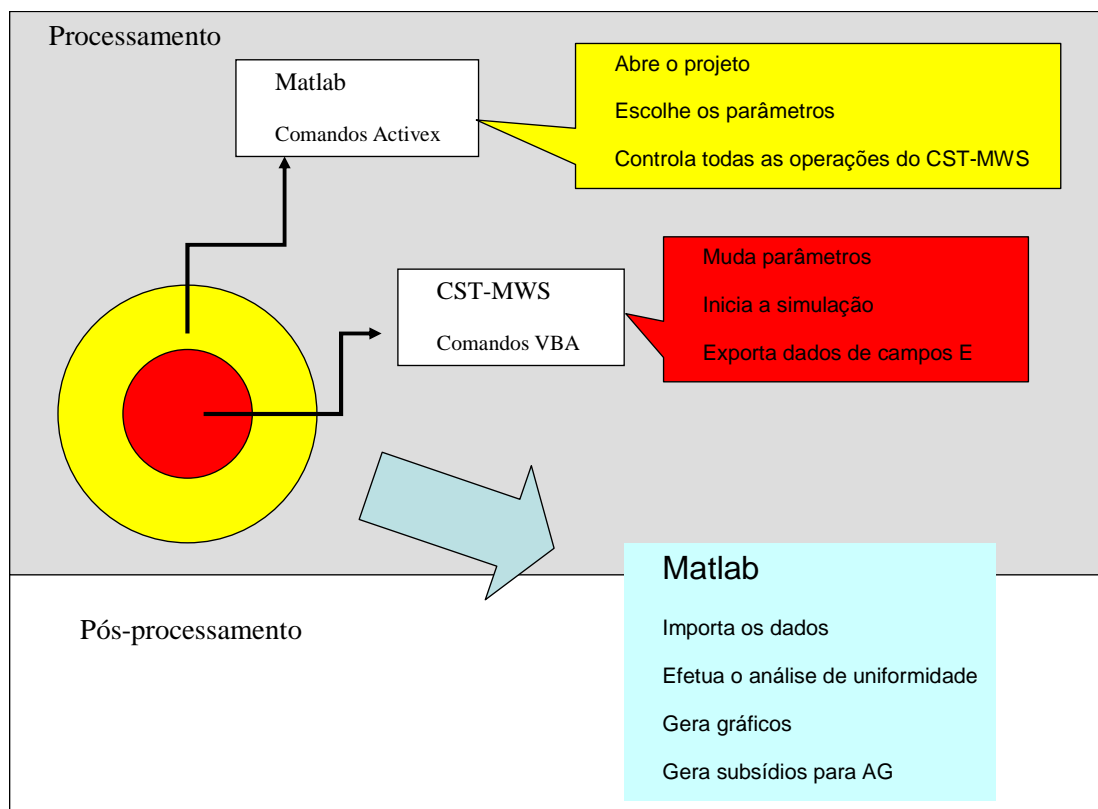 Processamento
Matlab
Comandos Activex
Abre o projeto
Escolhe os parâmetros
Controla todas as operações do CST-MWS
CST-MWS
Comandos VBA
Muda parâmetros
Inicia a simulação
Exporta dados de campos E
Pós-processamento
Matlab
Importa os dados
Efetua o análise de uniformidade
Gera gráficos
Gera subsídios para AG